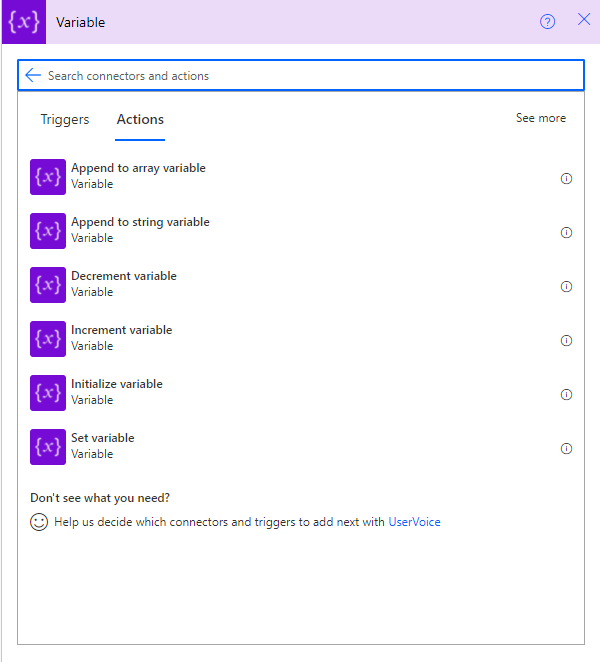 {x} Variable
Search connectors and actions
Triggers Actions See more
{x} Append to array variable
Variable
{x} Append to string variable
Variable
{x} Decrement variable
Variable
{x} Increment variable
Variable
{x} Initialize variable
Variable
{x} Set variable
Variable
Don't see what you need?
Help us decide which connectors and triggers to add next with UserVoice